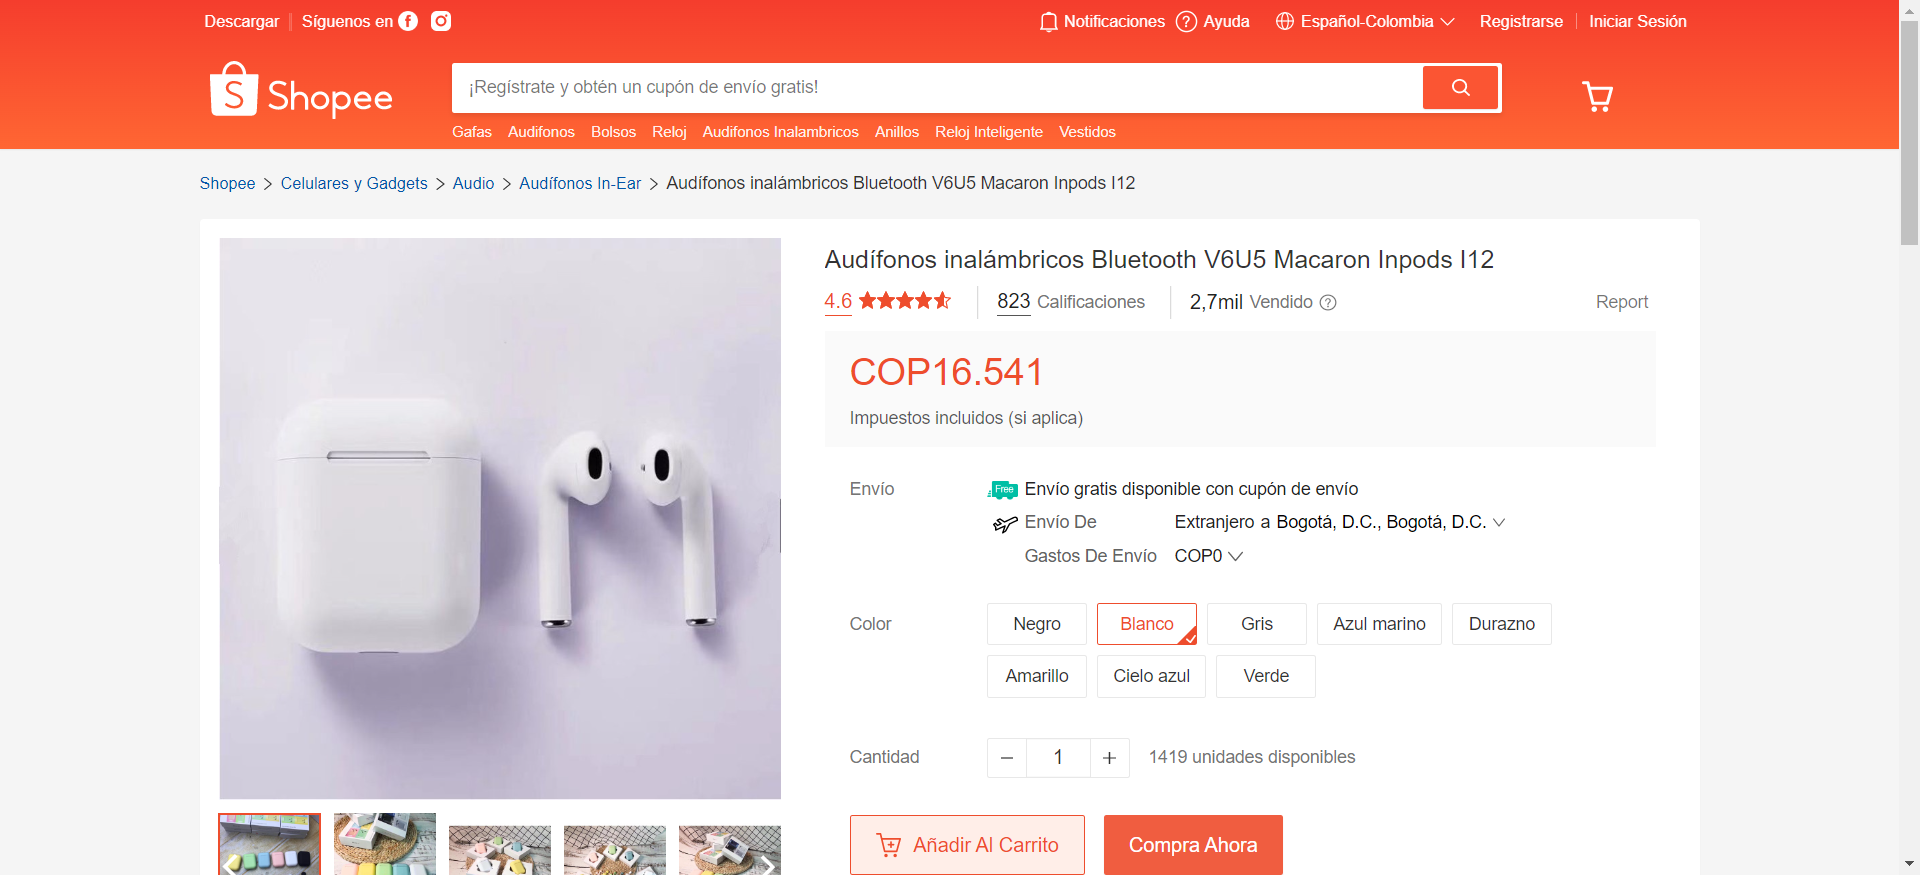 Descargar Síguenos en
Notificaciones Ayuda Español-Colombia Registrarse Iniciar Sesión
Shopee
¡Regístrate y obtén un cupón de envío gratis!
Gafas Audifonos Bolsos Reloj Audifonos Inalambricos Anillos Reloj Inteligente Vestidos
Shopee > Celulares y Gadgets > Audio > Audífonos In-Ear > Audífonos inalámbricos Bluetooth V6U5 Macaron Inpods I12
Audífonos inalámbricos Bluetooth V6U5 Macaron Inpods I12
4.6 823 Calificaciones 2,7mil Vendido ? Report
COP16.541
Impuestos incluidos (si aplica)
Envío Free Envío gratis disponible con cupón de envío
Envío De Extranjero a Bogotá, D.C., Bogotá, D.C.
Gastos De Envío COP0
Color Negro Blanco Gris Azul marino Durazno
Amarillo Cielo azul Verde
Cantidad − 1 + 1419 unidades disponibles
Añadir Al Carrito Compra Ahora